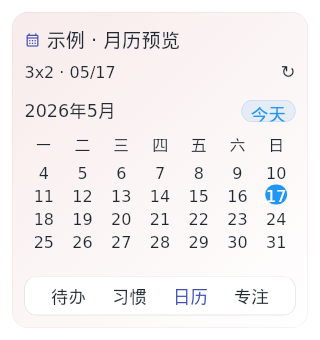 示例 · 月历预览
3x2 · 05/17 ↻
2026年5月 今天
一 二 三 四 五 六 日
4 5 6 7 8 9 10
11 12 13 14 15 16 17
18 19 20 21 22 23 24
25 26 27 28 29 30 31
待办 习惯 日历 专注